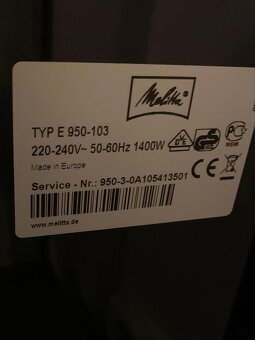 Melitta
TYP E 950-103
220-240V~ 50-60Hz 1400W
Made in Europe
Service - Nr.: 950-3-0A105413501
www.melitta.de